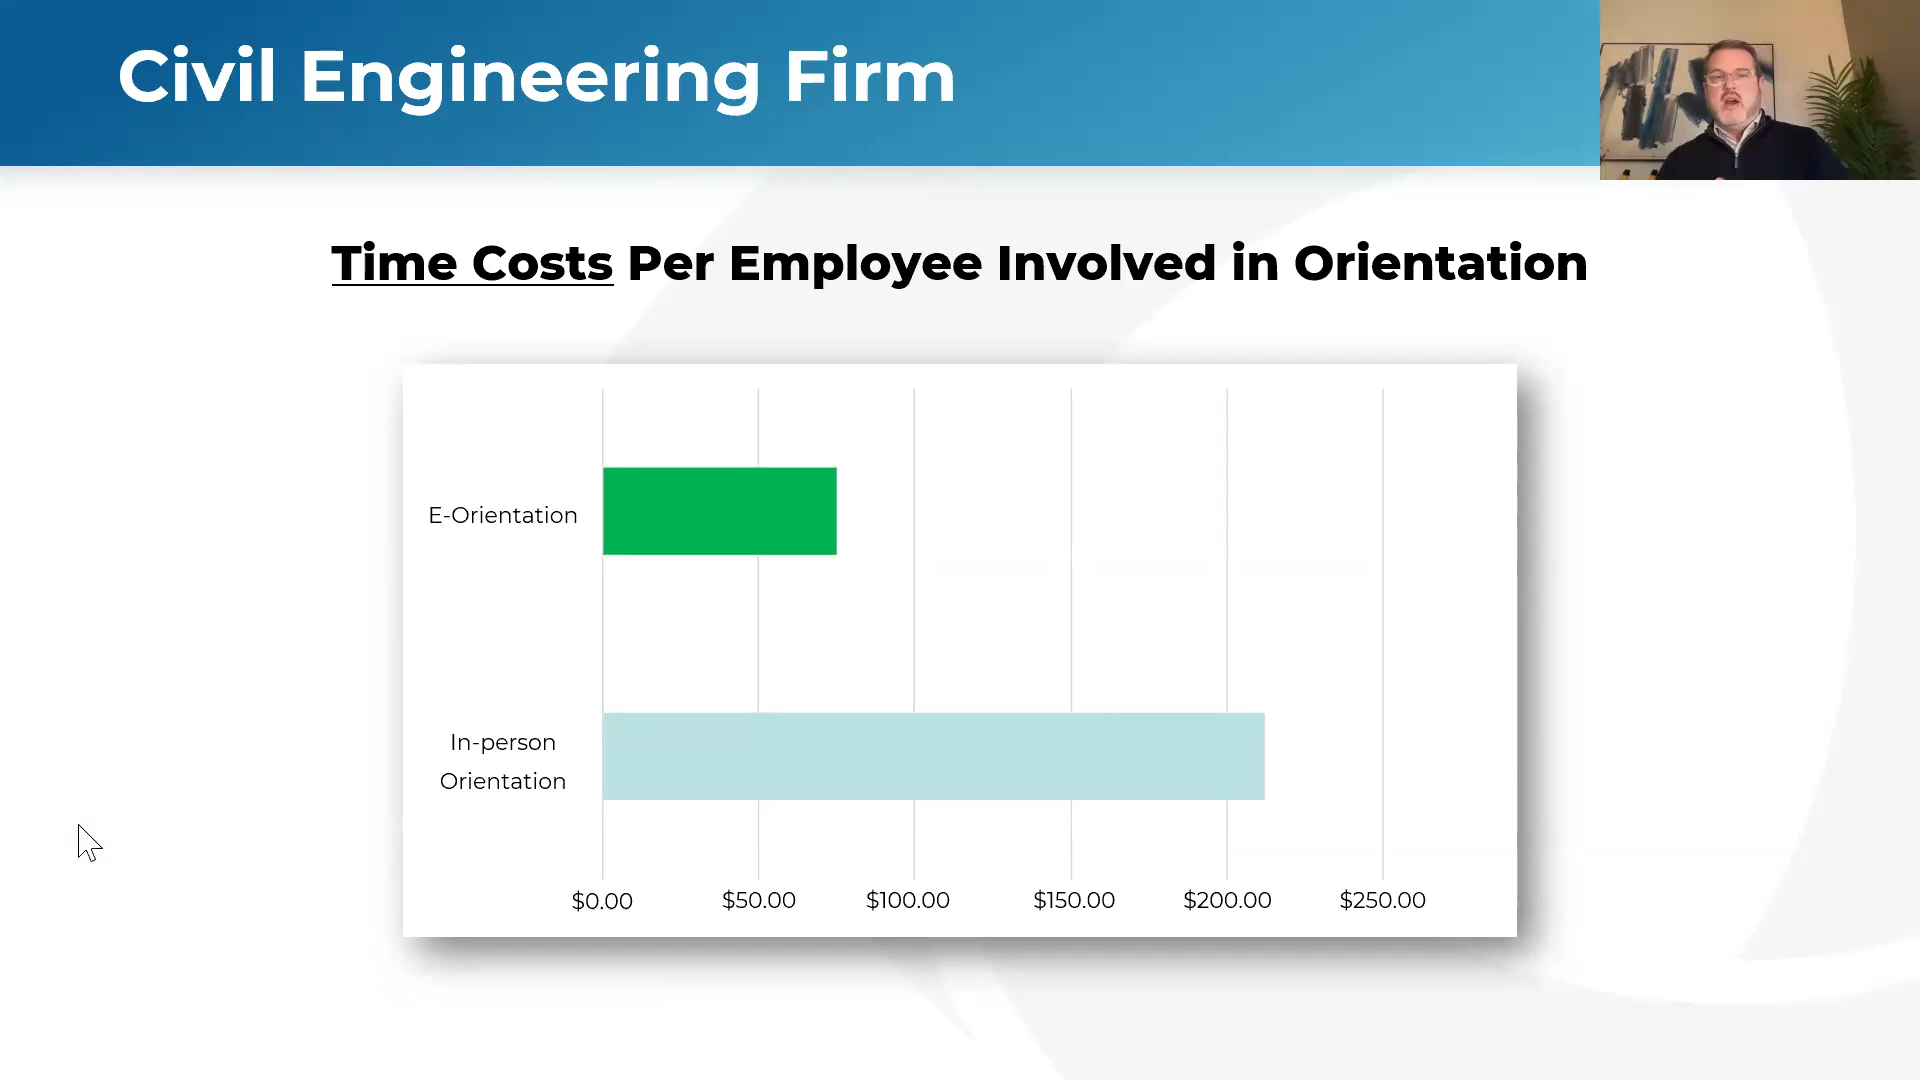 Civil Engineering Firm
Time Costs Per Employee Involved in Orientation
E-Orientation
In-person
Orientation
$0.00
$50.00
$100.00
$150.00
$200.00
$250.00